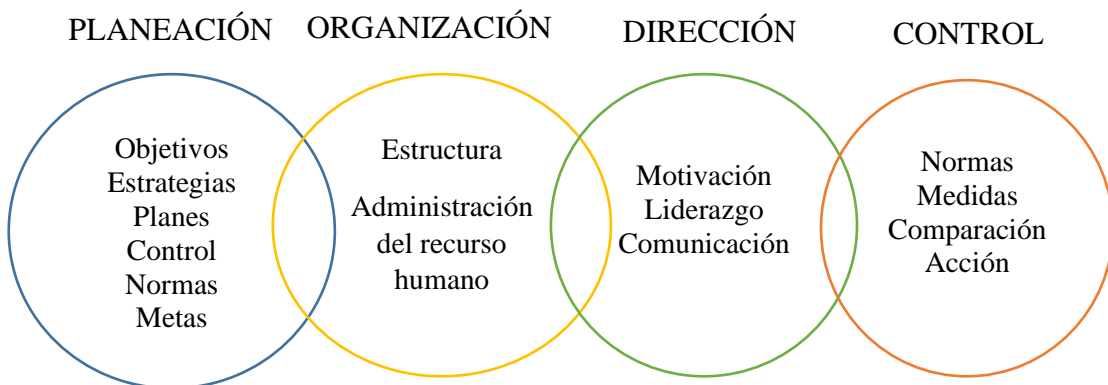 PLANEACIÓN
ORGANIZACIÓN
DIRECCIÓN
CONTROL
Objetivos
Estrategias
Planes
Control
Normas
Metas
Estructura
Administración
del recurso
humano
Motivación
Liderazgo
Comunicación
Normas
Medidas
Comparación
Acción